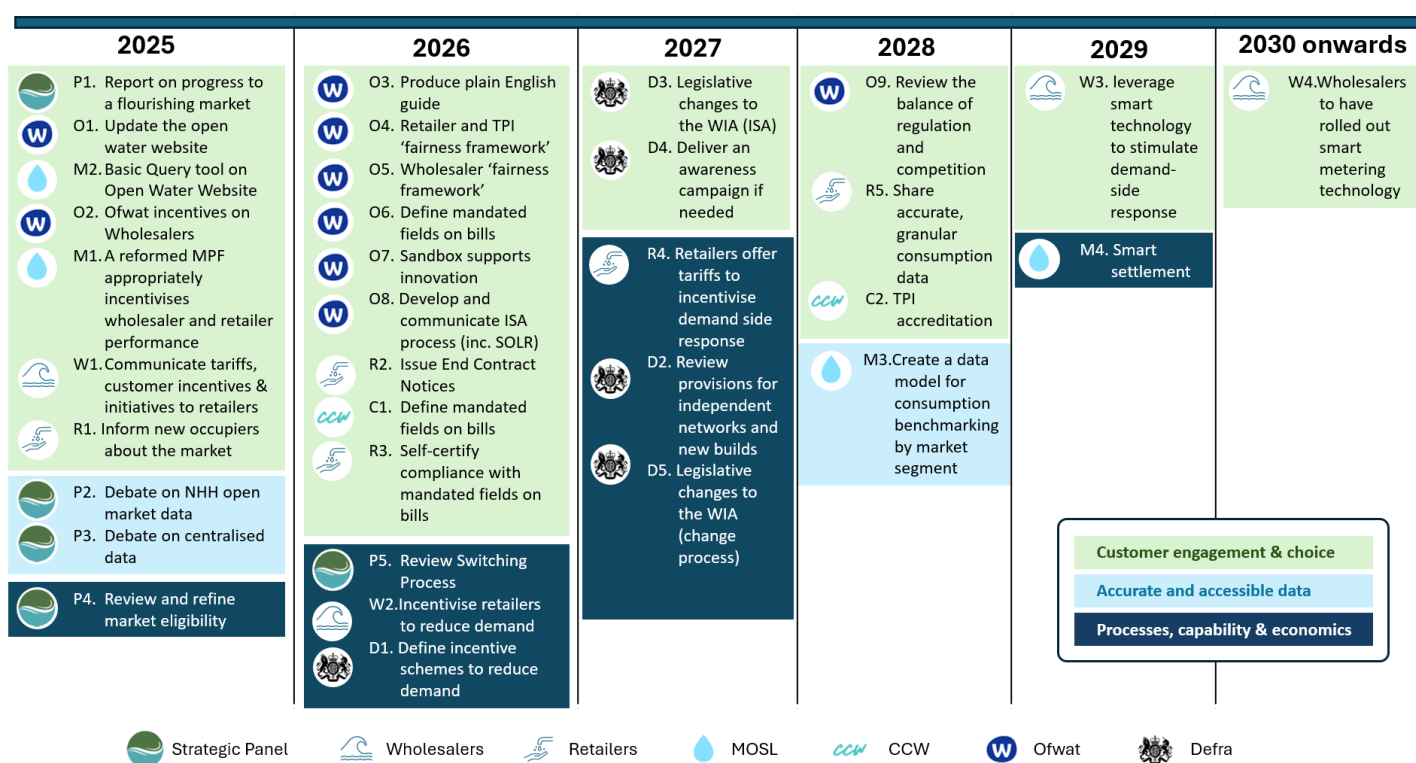 2025
P1. Report on progress to
a flourishing market
O1. Update the open
water website
M2. Basic Query tool on
Open Water Website
O2. Ofwat incentives on
Wholesalers
M1. A reformed MPF
appropriately
incentivises
wholesaler and retailer
performance
W1. Communicate tariffs,
customer incentives &
initiatives to retailers
R1. Inform new occupiers
about the market
P2. Debate on NHH open
market data
P3. Debate on centralised
data
P4. Review and refine
market eligibility
2026
O3. Produce plain English
guide
O4. Retailer and TPI
‘fairness framework’
O5. Wholesaler ‘fairness
framework’
O6. Define mandated
fields on bills
O7. Sandbox supports
innovation
O8. Develop and
communicate ISA
process (inc. SOLR)
R2. Issue End Contract
Notices
C1. Define mandated
fields on bills
R3. Self-certify
compliance with
mandated fields on
bills
P5. Review Switching
Process
W2.Incentivise retailers
to reduce demand
D1. Define incentive
schemes to reduce
demand
2027
D3. Legislative
changes to
the WIA (ISA)
D4. Deliver an
awareness
campaign if
needed
R4. Retailers offer
tariffs to
incentivise
demand side
response
D2. Review
provisions for
independent
networks and
new builds
D5. Legislative
changes to
the WIA
(change
process)
2028
O9. Review the
balance of
regulation
and
competition
R5. Share
accurate,
granular
consumption
data
C2. TPI
accreditation
M3.Create a data
model for
consumption
benchmarking
by market
segment
2029
W3. leverage
smart
technology
to stimulate
demand-
side
response
M4. Smart
settlement
2030 onwards
W4.Wholesalers
to have
rolled out
smart
metering
technology
Customer engagement & choice
Accurate and accessible data
Processes, capability & economics
Strategic Panel
Wholesalers
Retailers
MOSL
ccw CCW
W Ofwat
Defra